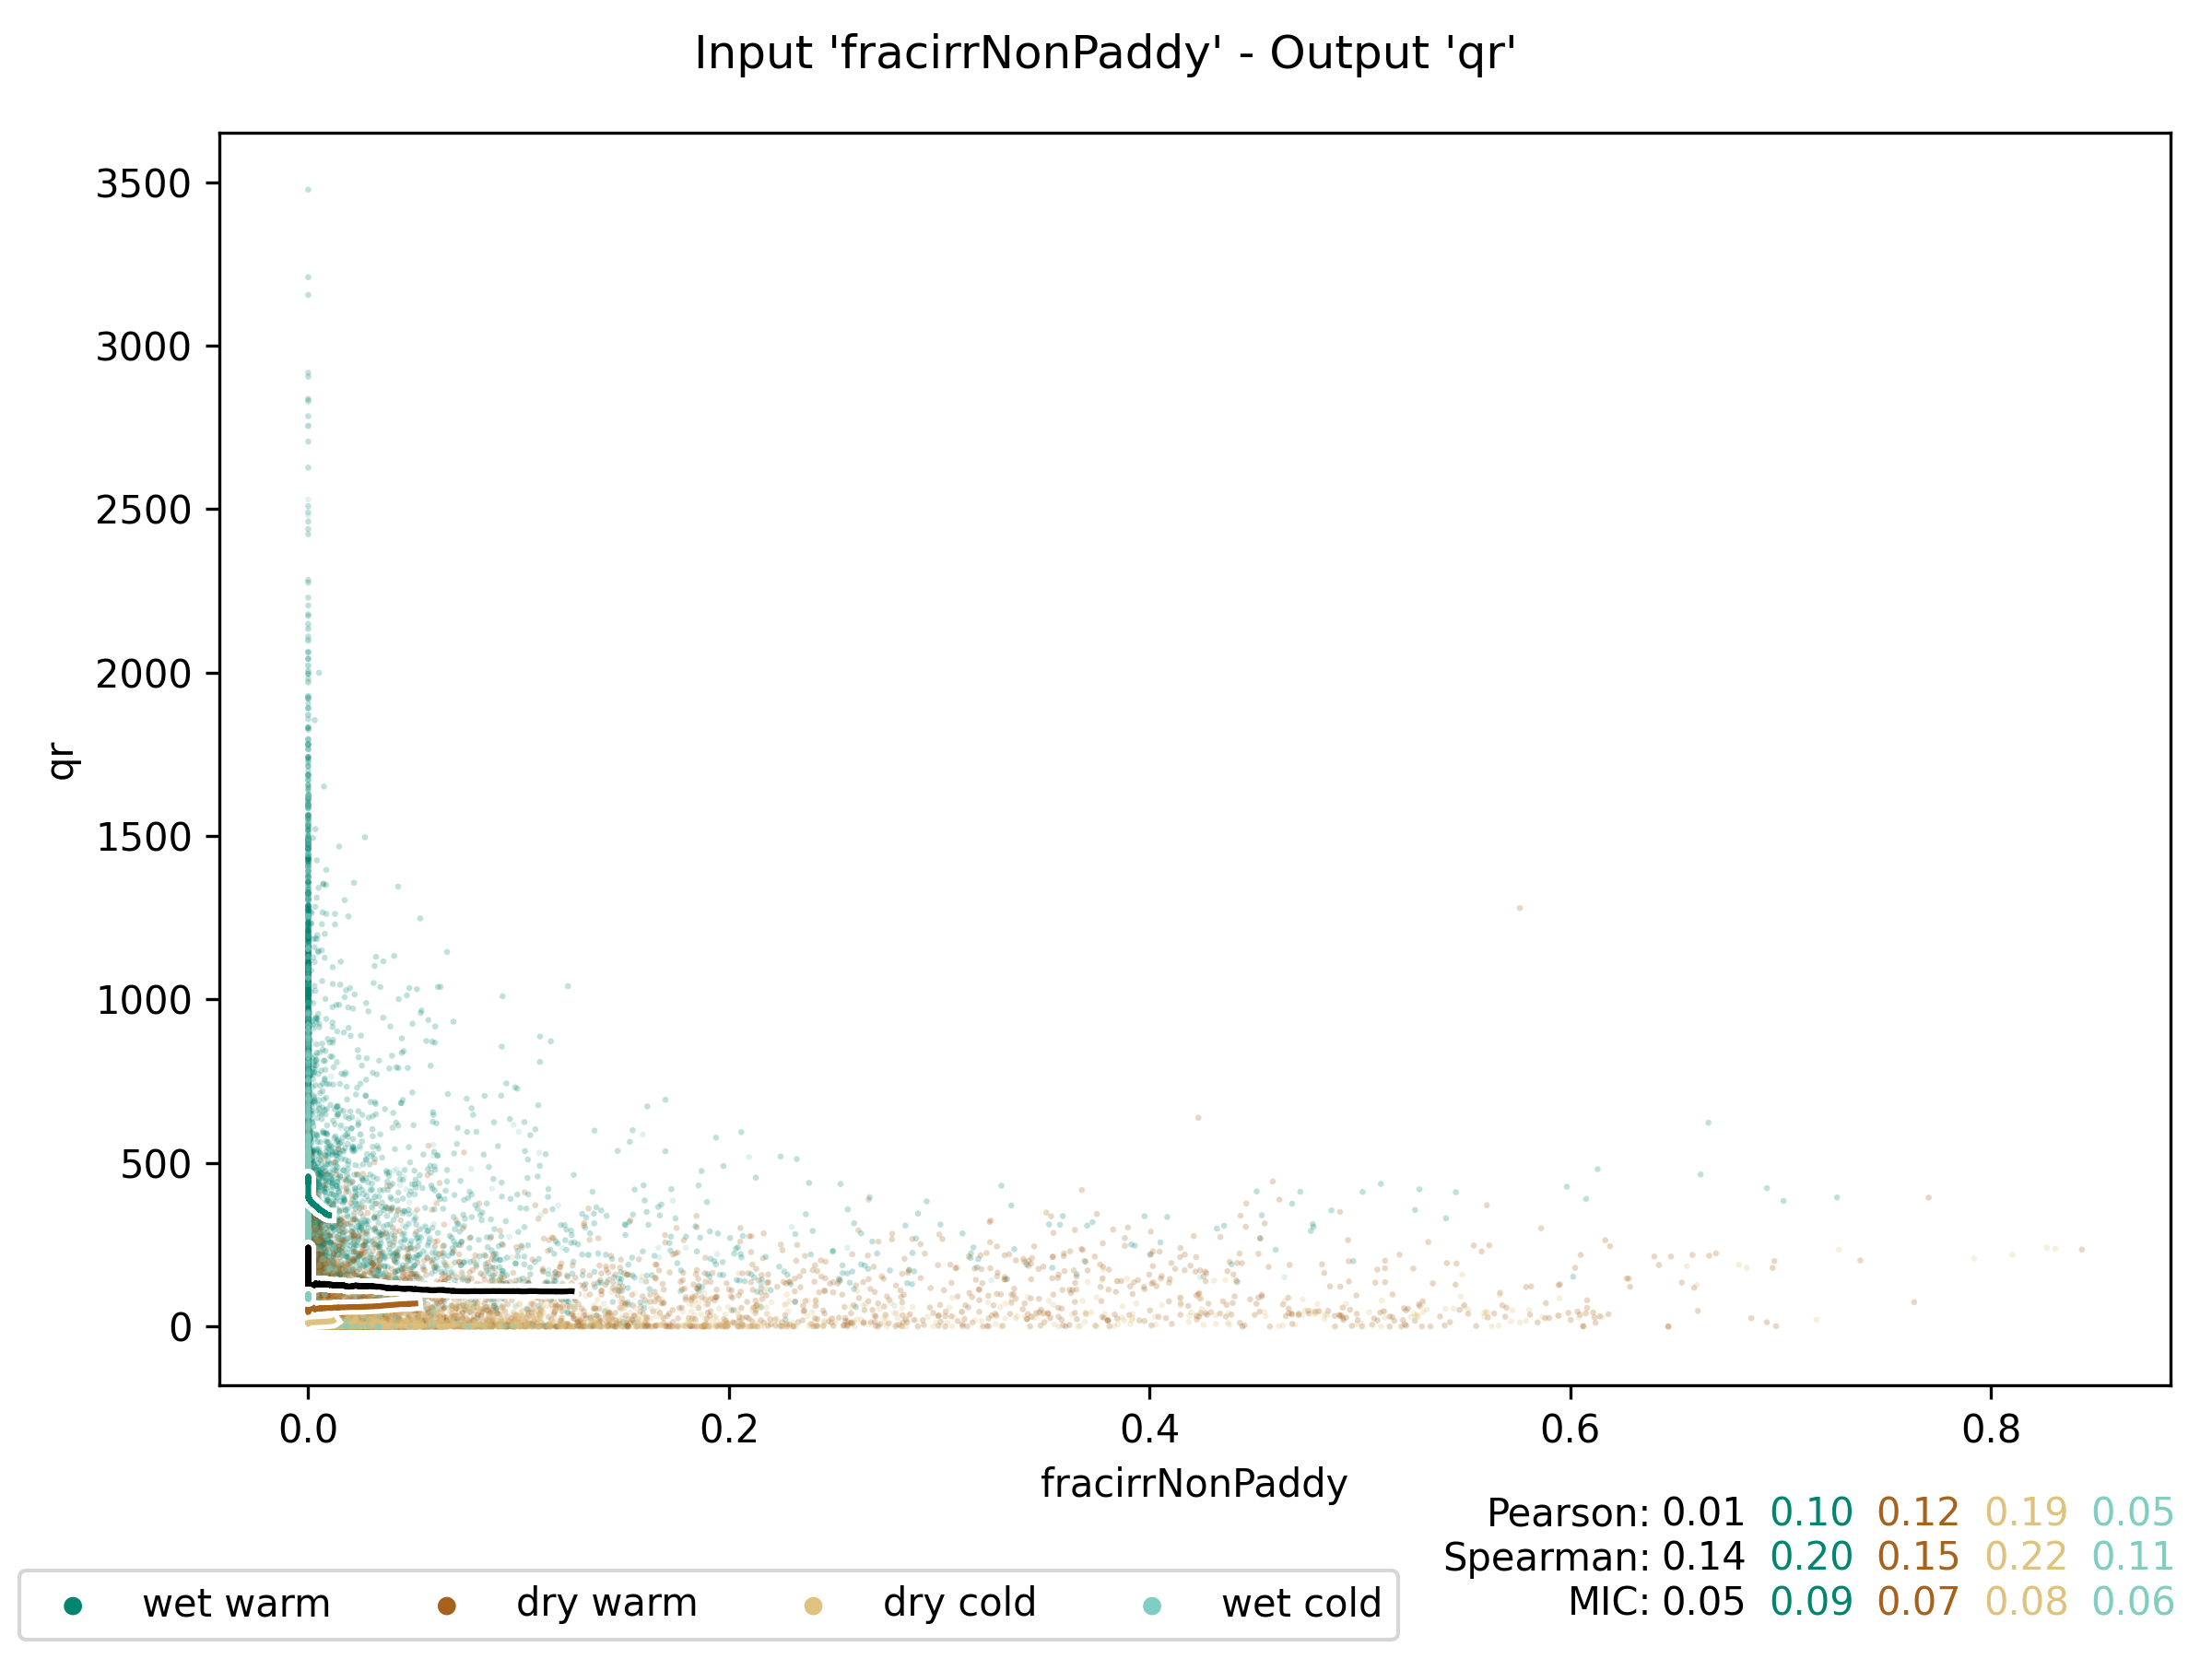 Input 'fracirrNonPaddy' - Output 'qr'
3500
3000
2500
2000
1500
1000
500
0
qr
0.0 0.2 0.4 0.6 0.8
fracirrNonPaddy
Pearson: 0.01 0.10 0.12 0.19 0.05
Spearman: 0.14 0.20 0.15 0.22 0.11
MIC: 0.05 0.09 0.07 0.08 0.06
wet warm dry warm dry cold wet cold